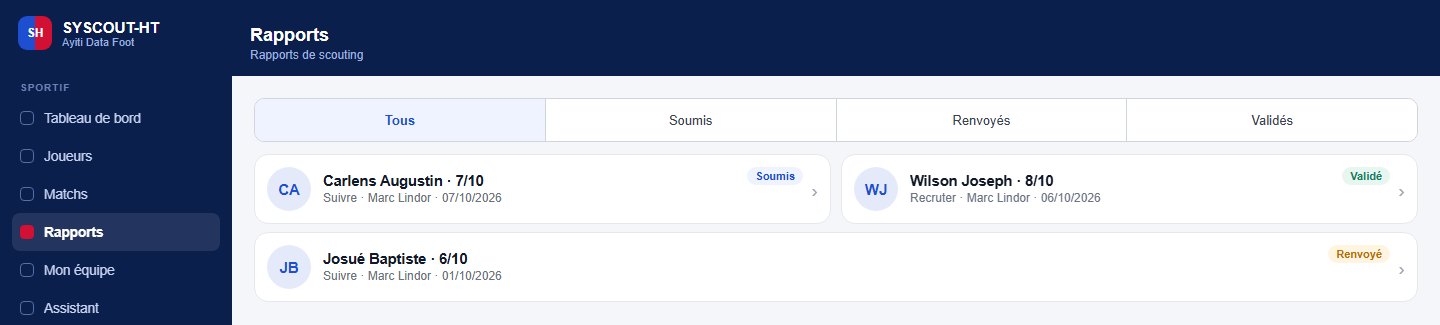 SH
SYSCOUT-HT
Ayiti Data Foot
SPORTIF
Tableau de bord
Joueurs
Matchs
Rapports
Mon équipe
Assistant
Rapports
Rapports de scouting
Tous
Soumis
Renvoyés
Validés
CA
Carlens Augustin · 7/10
Suivre · Marc Lindor · 07/10/2026
Soumis
WJ
Wilson Joseph · 8/10
Recruter · Marc Lindor · 06/10/2026
Validé
JB
Josué Baptiste · 6/10
Suivre · Marc Lindor · 01/10/2026
Renvoyé